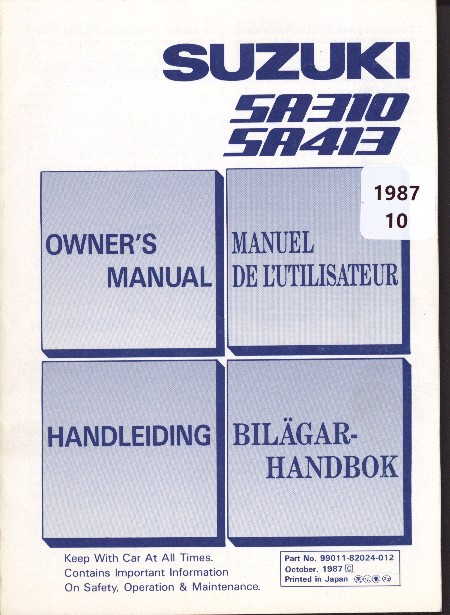 SUZUKI
SA310
SA413
1987
10
OWNER'S
MANUAL
MANUEL
DE L'UTILISATEUR
HANDLEIDING
BILÄGAR-
HANDBOK
Keep With Car At All Times.
Contains Important Information
On Safety, Operation & Maintenance.
Part No. 99011-82024-012
October, 1987 C
Printed in Japan